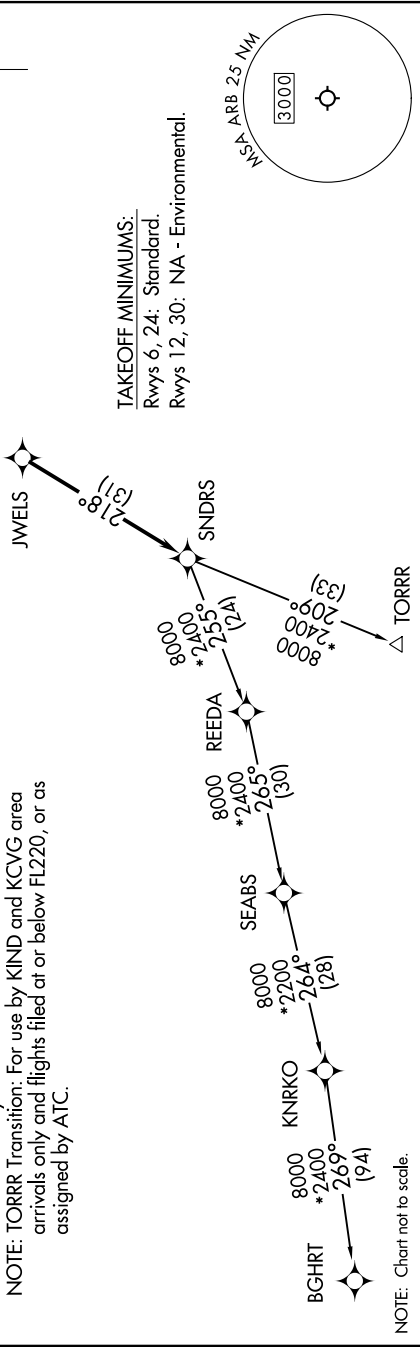 NOTE: TORRR Transition: For use by KIND and KCVG area
arrivals only and flights filed at or below FL220, or as
assigned by ATC.
TAKEOFF MINIMUMS:
Rwys 6, 24: Standard.
Rwys 12, 30: NA - Environmental.
MSA ARB 25 NM
3000
JWELS
218°
(31)
SNDRS
8000
*2400
255°
(24)
8000
*2400
209°
(33)
TORRR
REEDA
8000
*2400
265°
(30)
SEABS
8000
*2200
264°
(28)
KNRKO
8000
*2400
269°
(94)
BGHRT
NOTE: Chart not to scale.